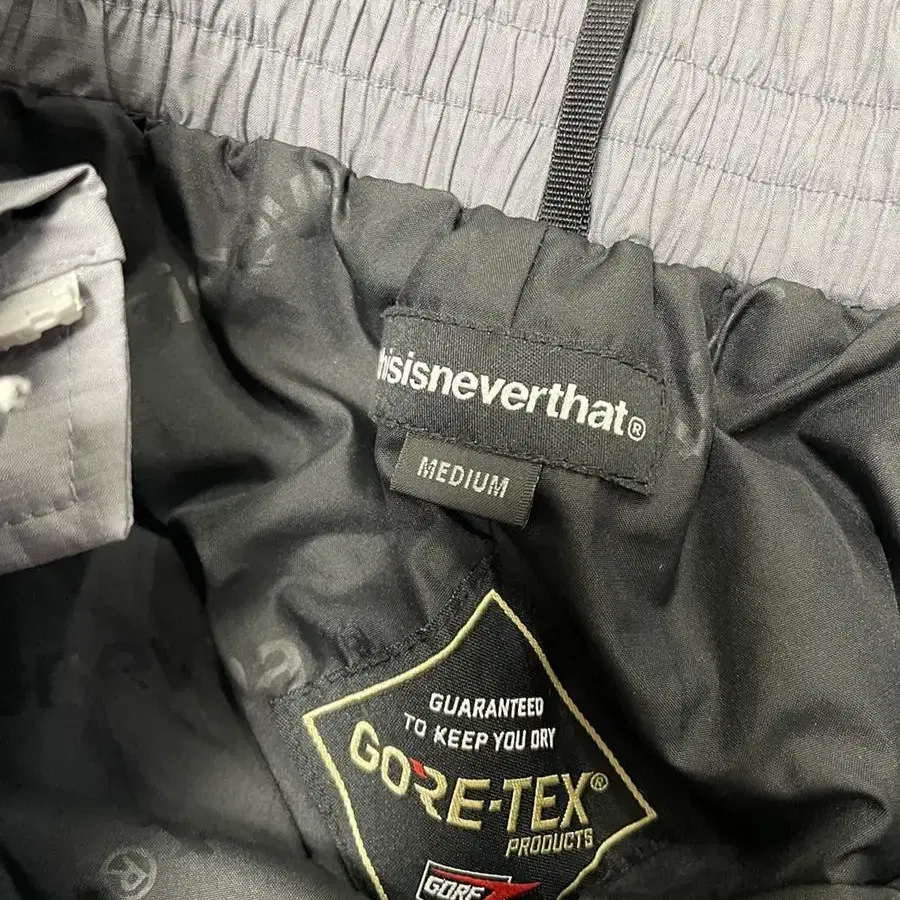 hisisneverthat®
MEDIUM
GUARANTEED
TO KEEP YOU DRY
GORE-TEX®
PRODUCTS
GORE
®